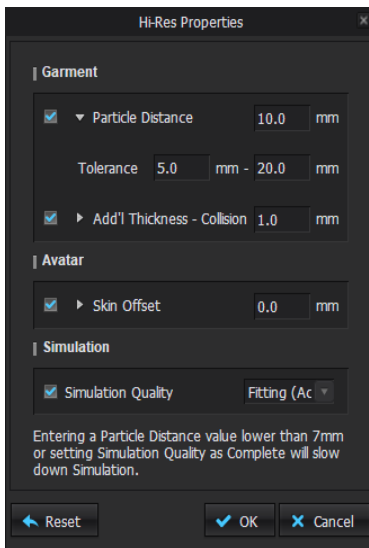 Hi-Res Properties
Garment
Particle Distance 10.0 mm
Tolerance 5.0 mm - 20.0 mm
Add'l Thickness - Collision 1.0 mm
Avatar
Skin Offset 0.0 mm
Simulation
Simulation Quality Fitting (Ac
Entering a Particle Distance value lower than 7mm
or setting Simulation Quality as Complete will slow
down Simulation.
Reset OK Cancel